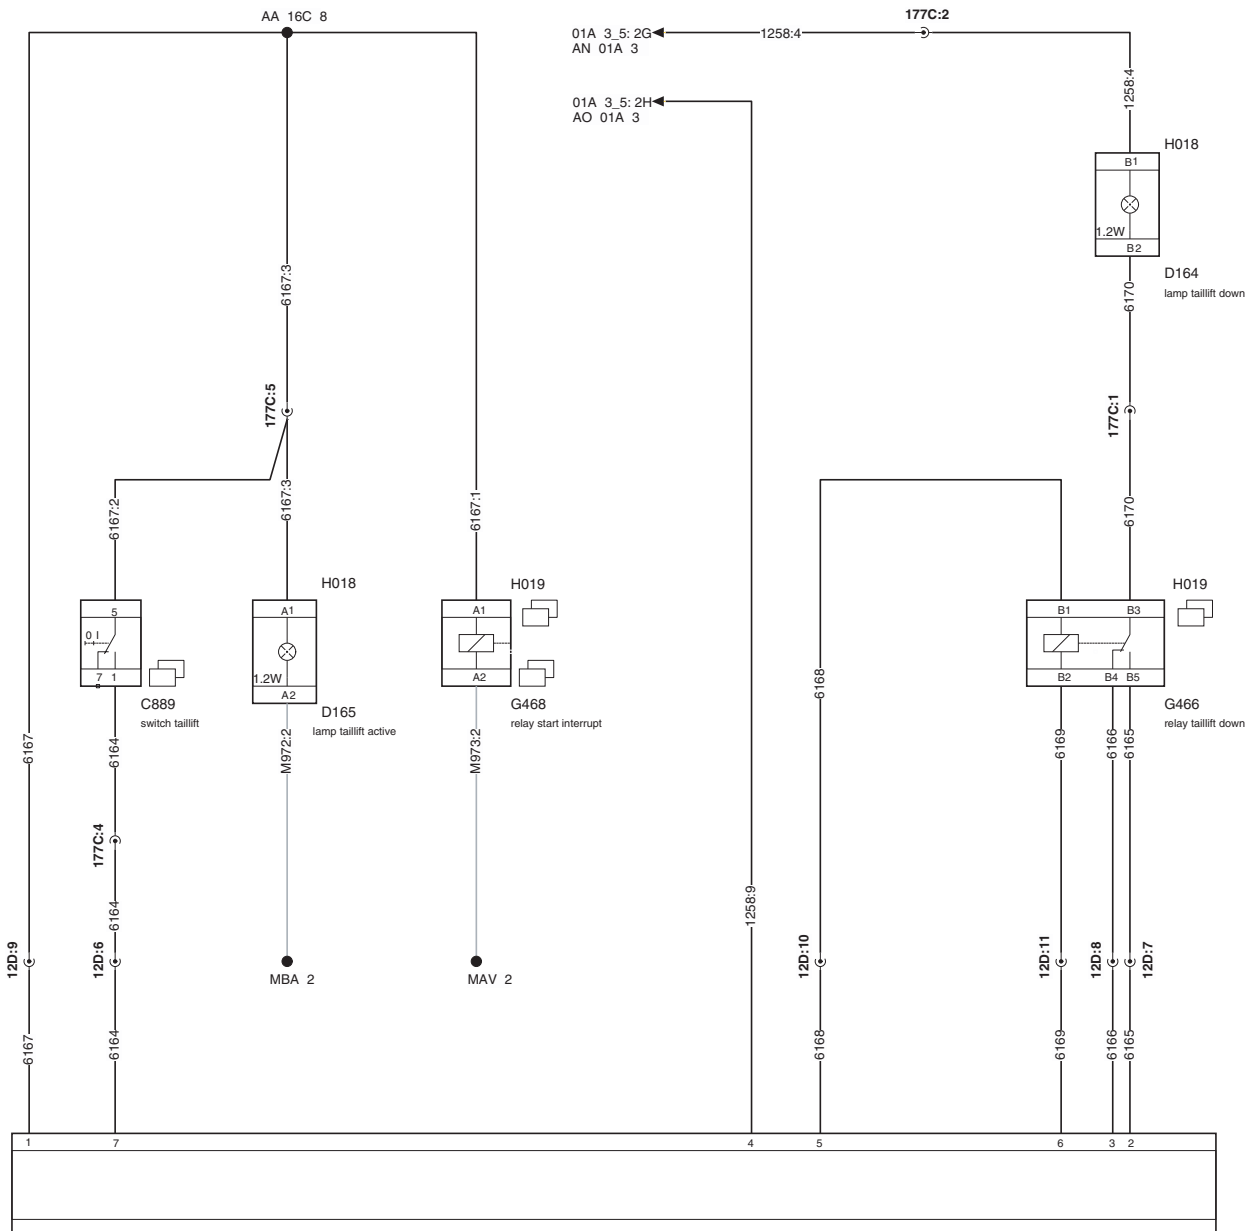 AA 16C 8
177C:2
01A 3_5: 2G
AN 01A 3
1258:4
1258:4
01A 3_5: 2H
AO 01A 3
H018
B1
1.2W
B2
D164
lamp taillift down
6167:3
6170
177C:5
177C:1
6167:2
6167:3
6167:1
6170
H018
H019
H019
5
0 I
7 1
C889
switch taillift
A1
1.2W
A2
D165
lamp taillift active
A1
A2
G468
relay start interrupt
B1
B3
B2
B4
B5
G466
relay taillift down
6168
6167
6164
M972:2
M973:2
6169
6166
6165
177C:4
6164
1258:9
12D:9
12D:6
12D:10
12D:11
12D:8
12D:7
MBA 2
MAV 2
6167
6164
6168
6169
6166
6165
1
7
4
5
6
3
2